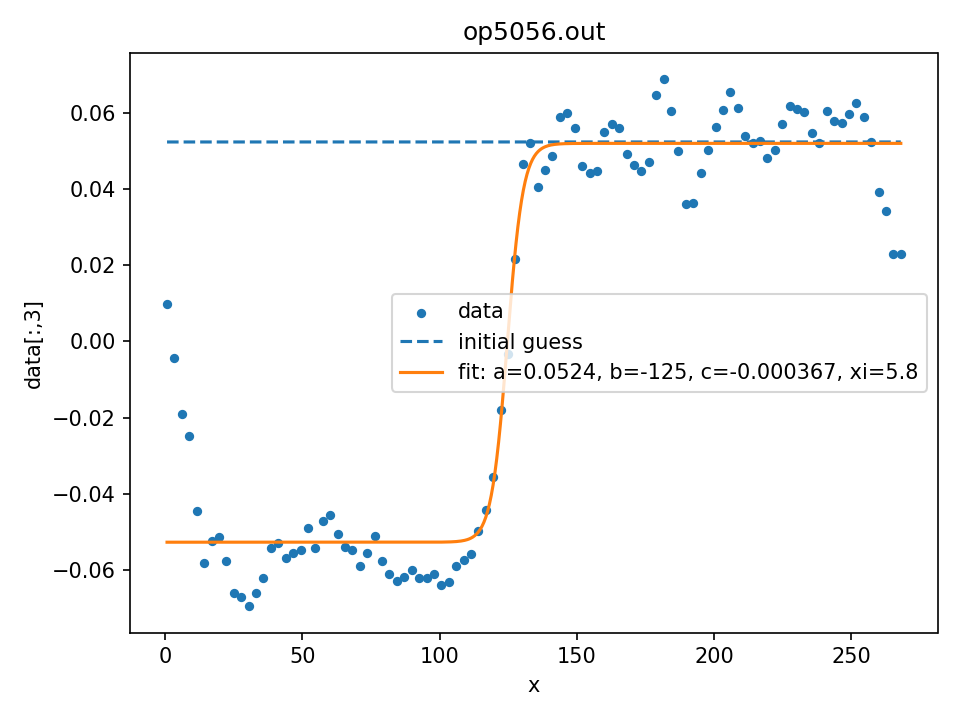 op5056.out
data[:,3]
0.06
0.04
0.02
0.00
−0.02
−0.04
−0.06
data
initial guess
fit: a=0.0524, b=-125, c=-0.000367, xi=5.8
0 50 100 150 200 250
x